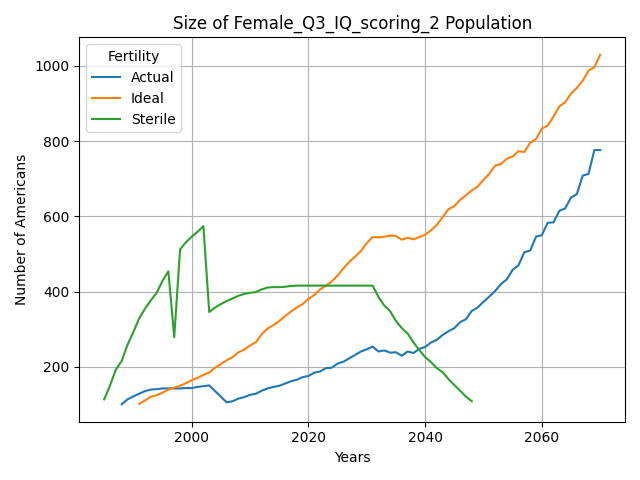 Size of Female_Q3_IQ_scoring_2 Population
Fertility
Actual
Ideal
Sterile
Number of Americans
1000
800
600
400
200
2000
2020
2040
2060
Years